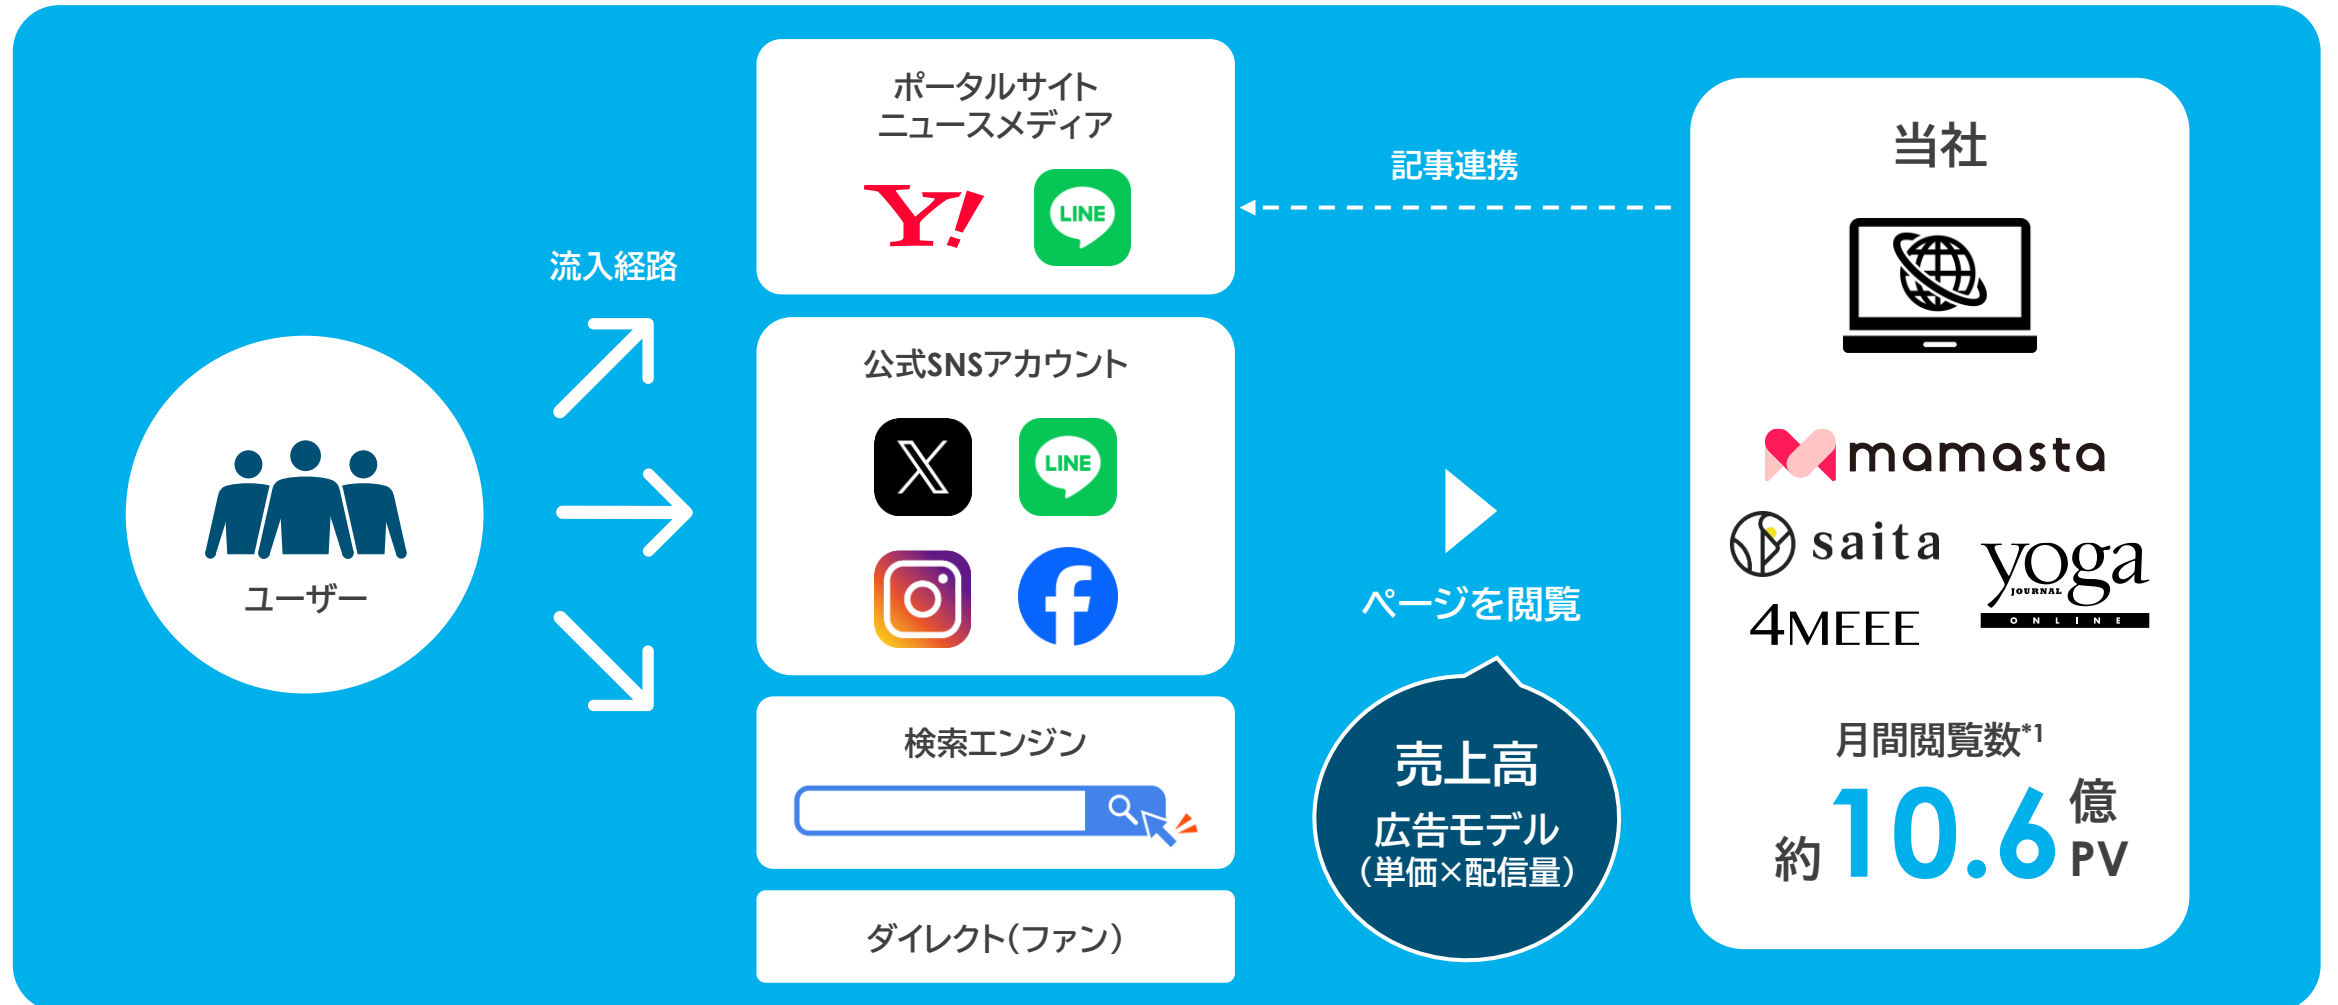 ポータルサイト
ニュースメディア
Y!
LINE
記事連携
当社
流入経路
公式SNSアカウント
X
LINE
ユーザー
ページを閲覧
mamasta
saita
yoga
JOURNAL
ONLINE
4MEEE
検索エンジン
売上高
広告モデル
（単価×配信量）
月間閲覧数*1
約10.6億PV
ダイレクト（ファン）